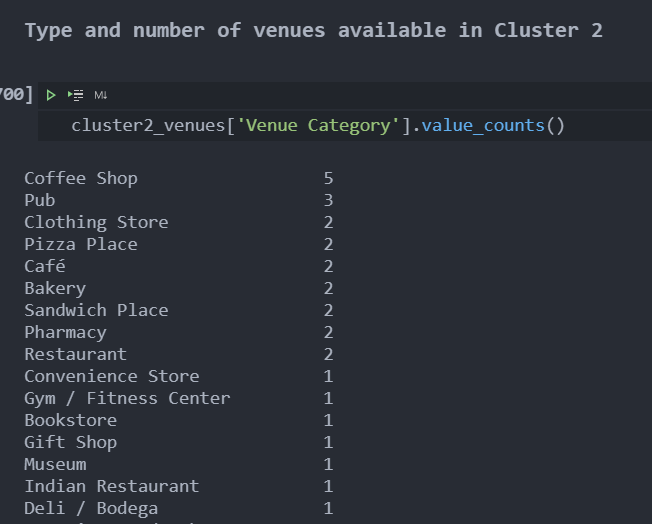 Type and number of venues available in Cluster 2
00]
M↓
cluster2_venues['Venue Category'].value_counts()
Coffee Shop 5
Pub 3
Clothing Store 2
Pizza Place 2
Café 2
Bakery 2
Sandwich Place 2
Pharmacy 2
Restaurant 2
Convenience Store 1
Gym / Fitness Center 1
Bookstore 1
Gift Shop 1
Museum 1
Indian Restaurant 1
Deli / Bodega 1